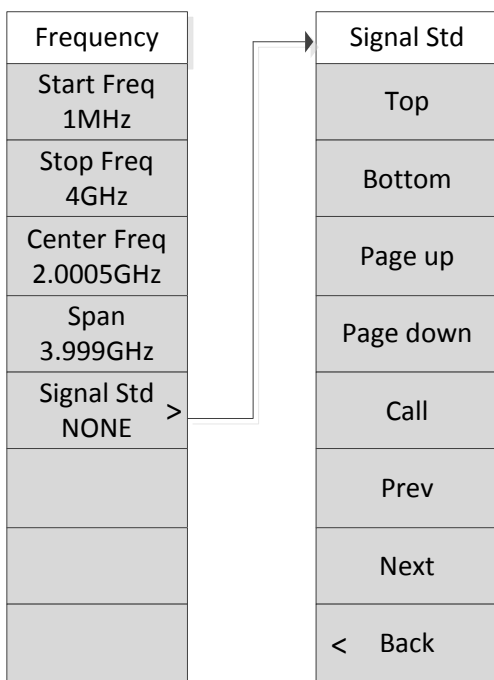 Frequency
Start Freq
1MHz
Stop Freq
4GHz
Center Freq
2.0005GHz
Span
3.999GHz
Signal Std >
NONE
Signal Std
Top
Bottom
Page up
Page down
Call
Prev
Next
< Back